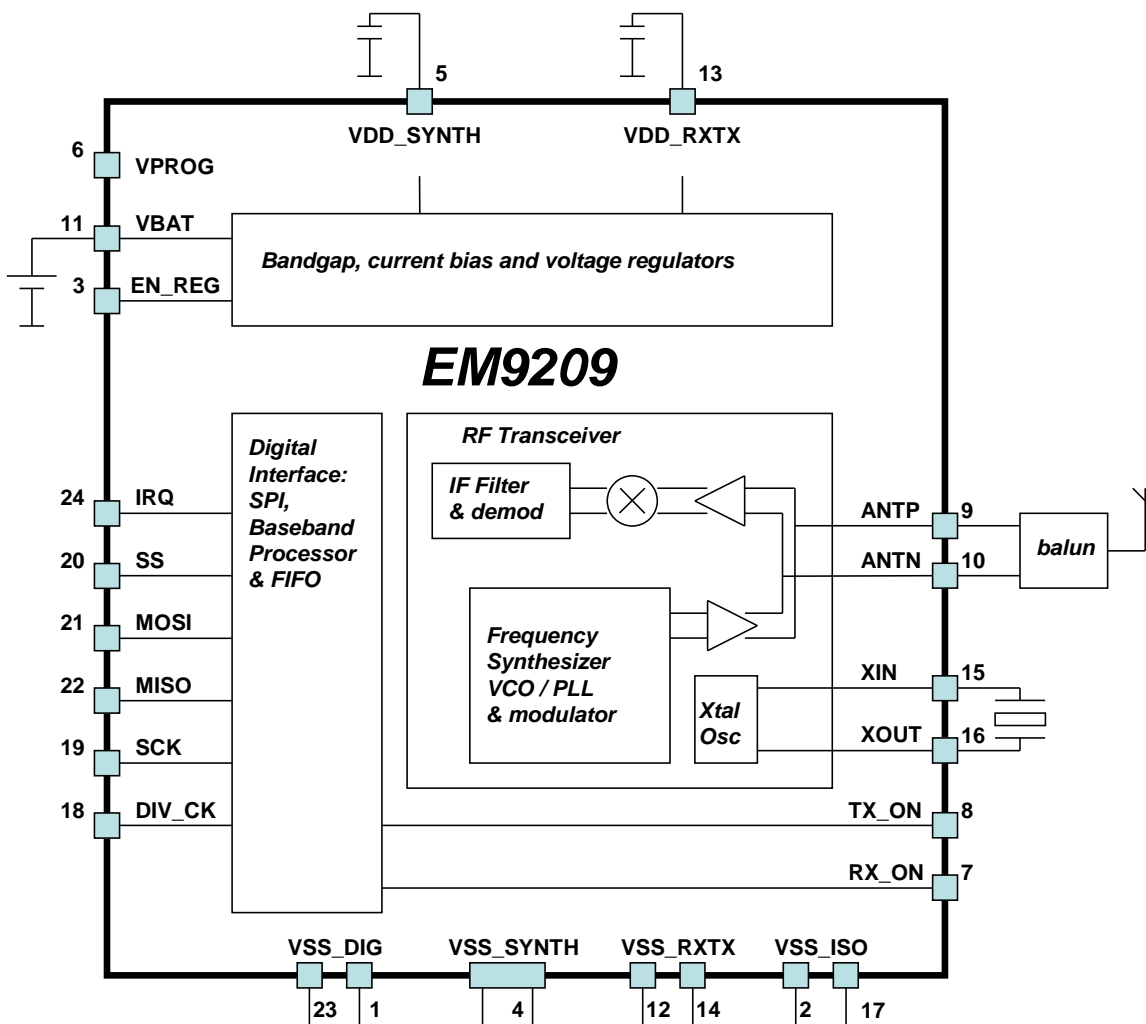 5
13
VDD_SYNTH
VDD_RXTX
6
VPROG
11
VBAT
3
EN_REG
Bandgap, current bias and voltage regulators
EM9209
Digital
Interface:
SPI,
Baseband
Processor
& FIFO
RF Transceiver
IF Filter
& demod
Frequency
Synthesizer
VCO / PLL
& modulator
Xtal
Osc
24
IRQ
20
SS
21
MOSI
22
MISO
19
SCK
18
DIV_CK
ANTP
9
ANTN
10
balun
XIN
15
XOUT
16
TX_ON
8
RX_ON
7
VSS_DIG
VSS_SYNTH
VSS_RXTX
VSS_ISO
23
1
4
12
14
2
17